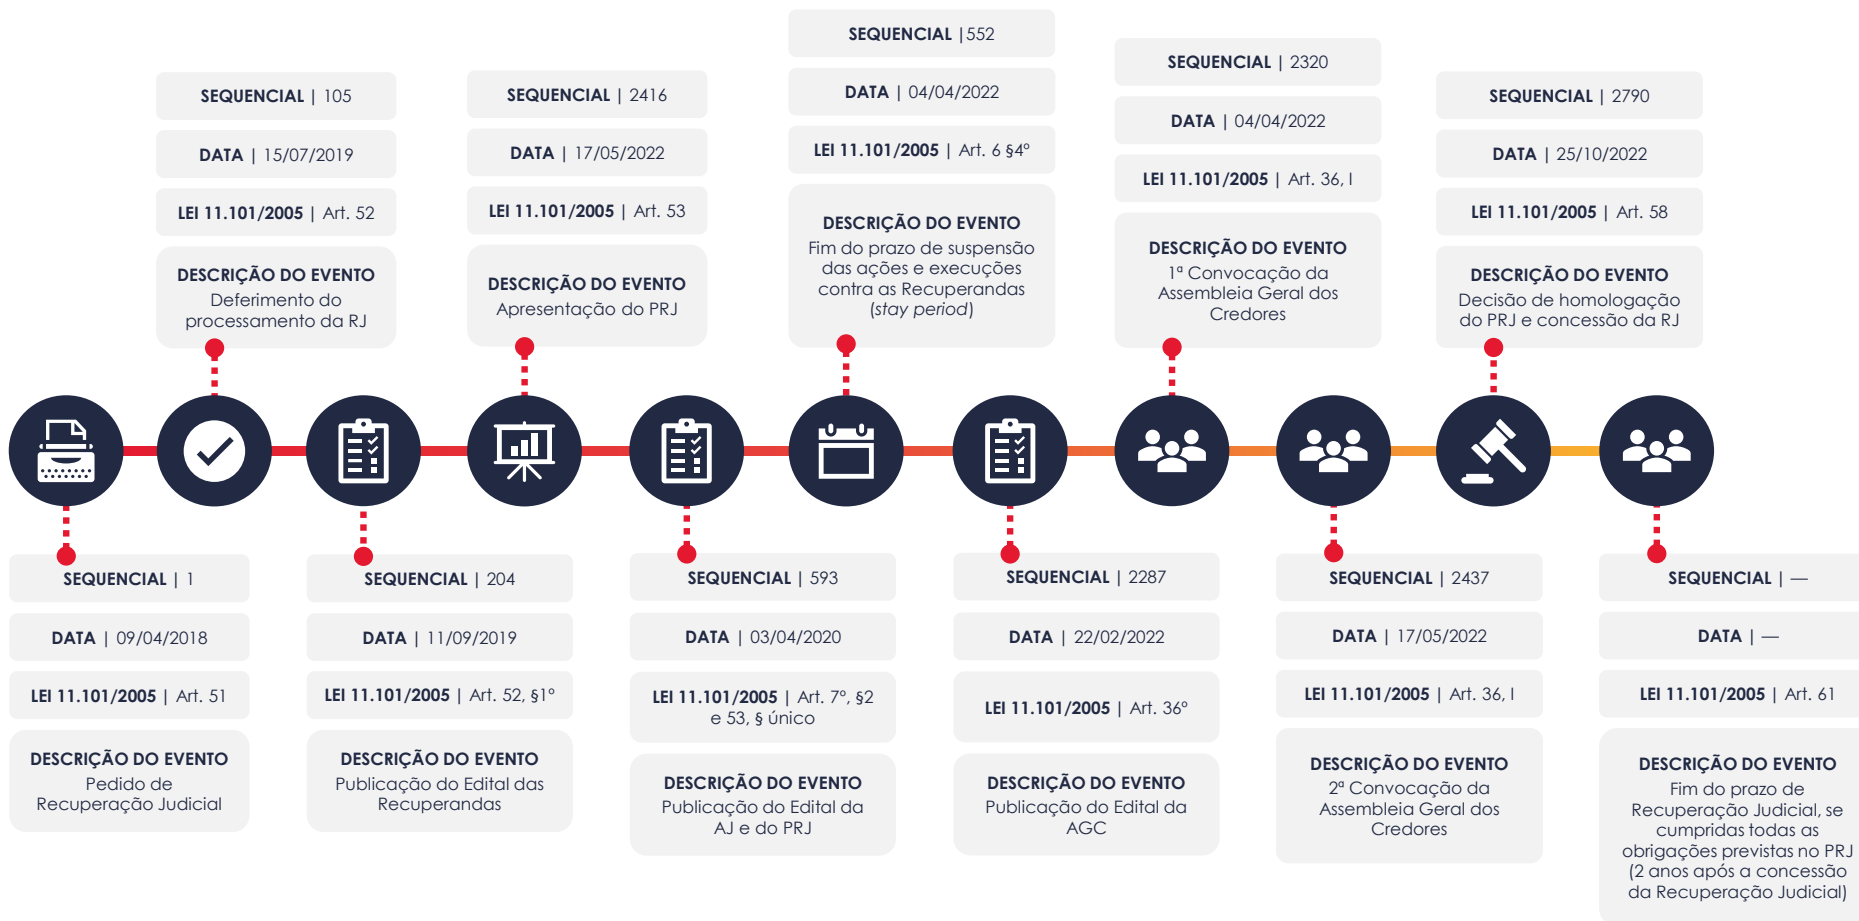 SEQUENCIAL | 105
DATA | 15/07/2019
LEI 11.101/2005 | Art. 52
DESCRIÇÃO DO EVENTO
Deferimento do
processamento da RJ
SEQUENCIAL | 2416
DATA | 17/05/2022
LEI 11.101/2005 | Art. 53
DESCRIÇÃO DO EVENTO
Apresentação do PRJ
SEQUENCIAL |552
DATA | 04/04/2022
LEI 11.101/2005 | Art. 6 §4º
DESCRIÇÃO DO EVENTO
Fim do prazo de suspensão
das ações e execuções
contra as Recuperandas
(stay period)
SEQUENCIAL | 2320
DATA | 04/04/2022
LEI 11.101/2005 | Art. 36, I
DESCRIÇÃO DO EVENTO
1ª Convocação da
Assembleia Geral dos
Credores
SEQUENCIAL | 2790
DATA | 25/10/2022
LEI 11.101/2005 | Art. 58
DESCRIÇÃO DO EVENTO
Decisão de homologação
do PRJ e concessão da RJ
SEQUENCIAL | 1
DATA | 09/04/2018
LEI 11.101/2005 | Art. 51
DESCRIÇÃO DO EVENTO
Pedido de
Recuperação Judicial
SEQUENCIAL | 204
DATA | 11/09/2019
LEI 11.101/2005 | Art. 52, §1º
DESCRIÇÃO DO EVENTO
Publicação do Edital das
Recuperandas
SEQUENCIAL | 593
DATA | 03/04/2020
LEI 11.101/2005 | Art. 7º, §2
e 53, § único
DESCRIÇÃO DO EVENTO
Publicação do Edital da
AJ e do PRJ
SEQUENCIAL | 2287
DATA | 22/02/2022
LEI 11.101/2005 | Art. 36º
DESCRIÇÃO DO EVENTO
Publicação do Edital da
AGC
SEQUENCIAL | 2437
DATA | 17/05/2022
LEI 11.101/2005 | Art. 36, I
DESCRIÇÃO DO EVENTO
2ª Convocação da
Assembleia Geral dos
Credores
SEQUENCIAL | —
DATA | —
LEI 11.101/2005 | Art. 61
DESCRIÇÃO DO EVENTO
Fim do prazo de
Recuperação Judicial, se
cumpridas todas as
obrigações previstas no PRJ
(2 anos após a concessão
da Recuperação Judicial)